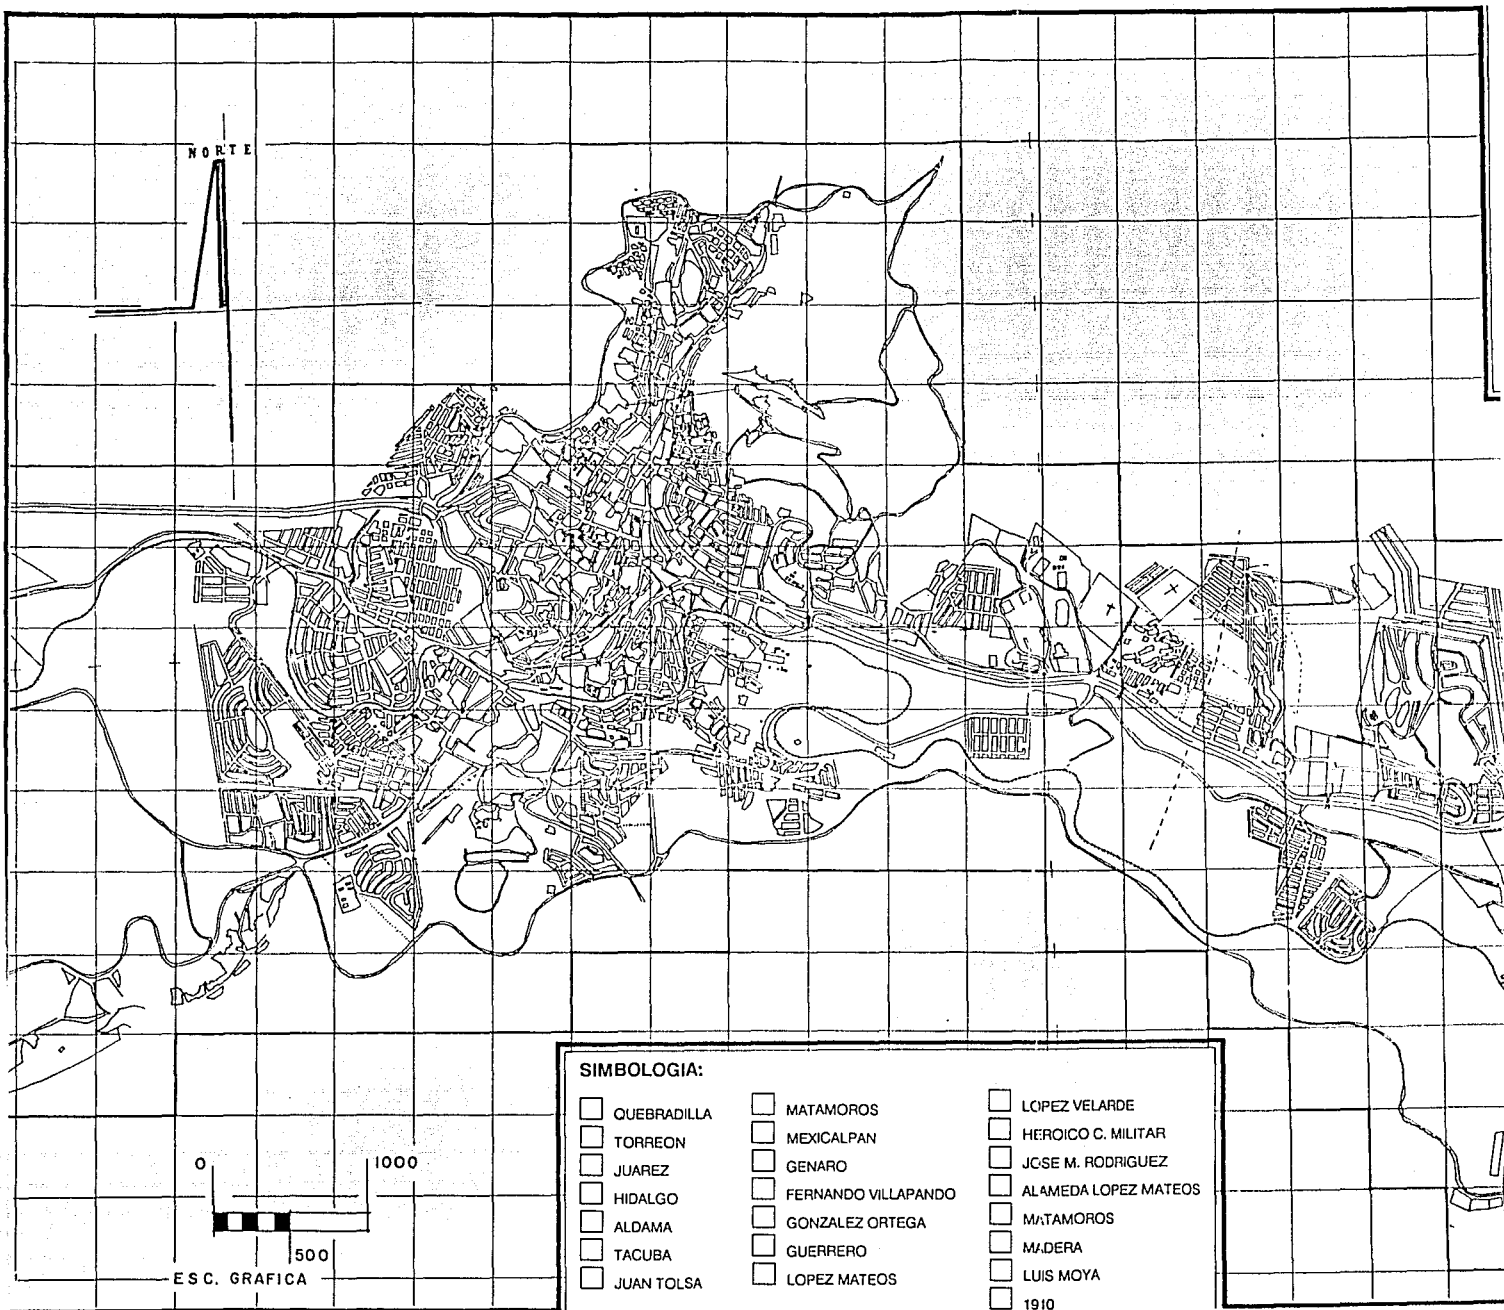 NORTE
SIMBOLOGIA:
QUEBRADILLA
TORREON
JUAREZ
HIDALGO
ALDAMA
TACUBA
JUAN TOLSA
MATAMOROS
MEXICALPAN
GENARO
FERNANDO VILLAPANDO
GONZALEZ ORTEGA
GUERRERO
LOPEZ MATEOS
LOPEZ VELARDE
HEROICO C. MILITAR
JOSE M. RODRIGUEZ
ALAMEDA LOPEZ MATEOS
MATAMOROS
MADERA
LUIS MOYA
1910
0 1000
500
ESC. GRAFICA